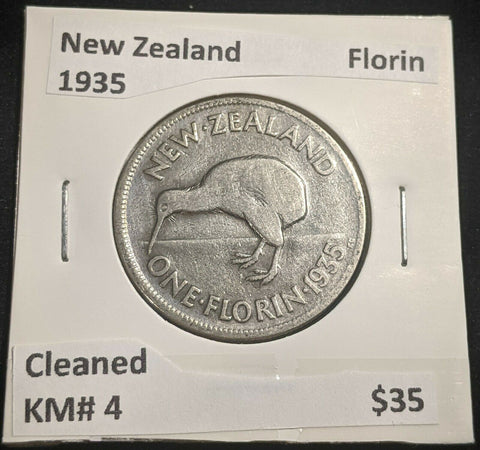 New Zealand Florin
1935
NEW·ZEALAND
ONE·FLORIN·1935
Cleaned
KM# 4 $35